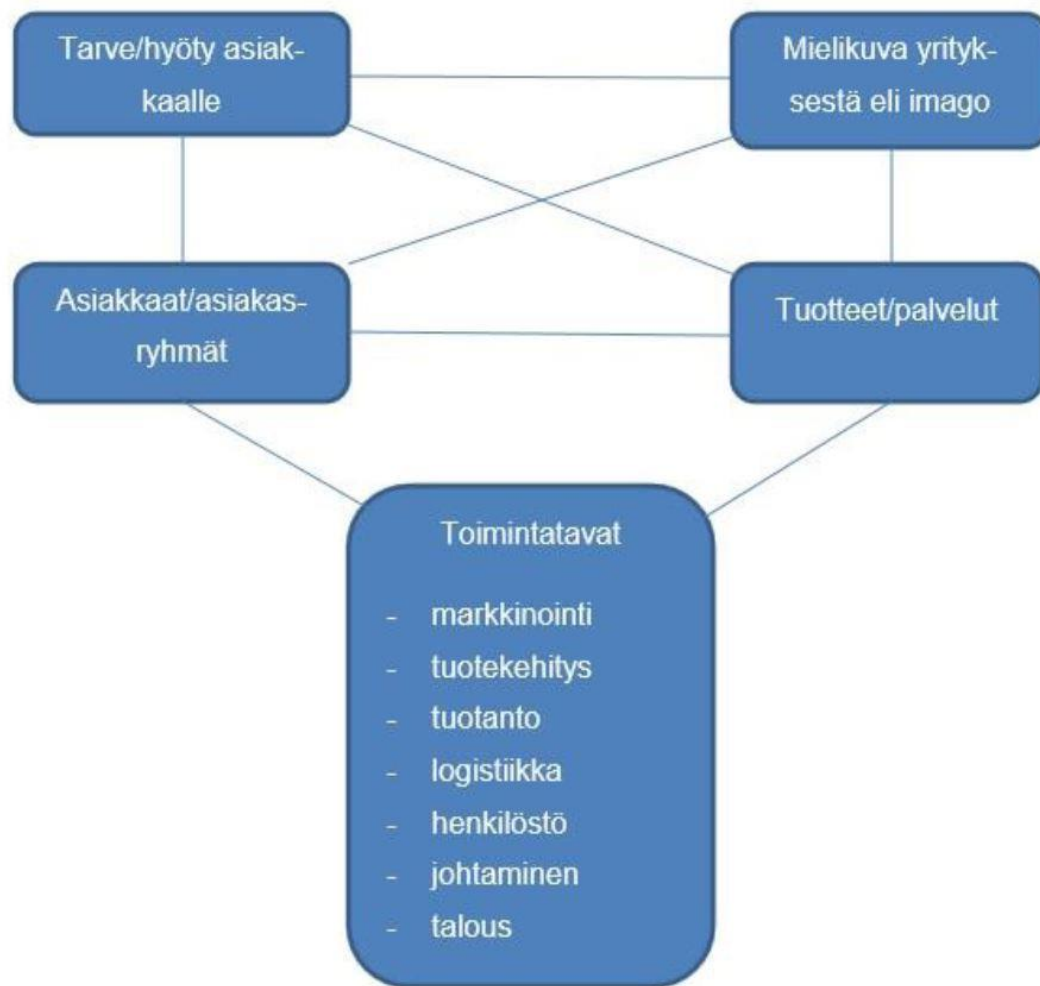 Tarve/hyöty asiak-
kaalle
Mielikuva yrityk-
sestä eli imago
Asiakkaat/asiakas-
ryhmät
Tuotteet/palvelut
Toimintatavat
- markkinointi
- tuotekehitys
- tuotanto
- logistiikka
- henkilöstö
- johtaminen
- talous